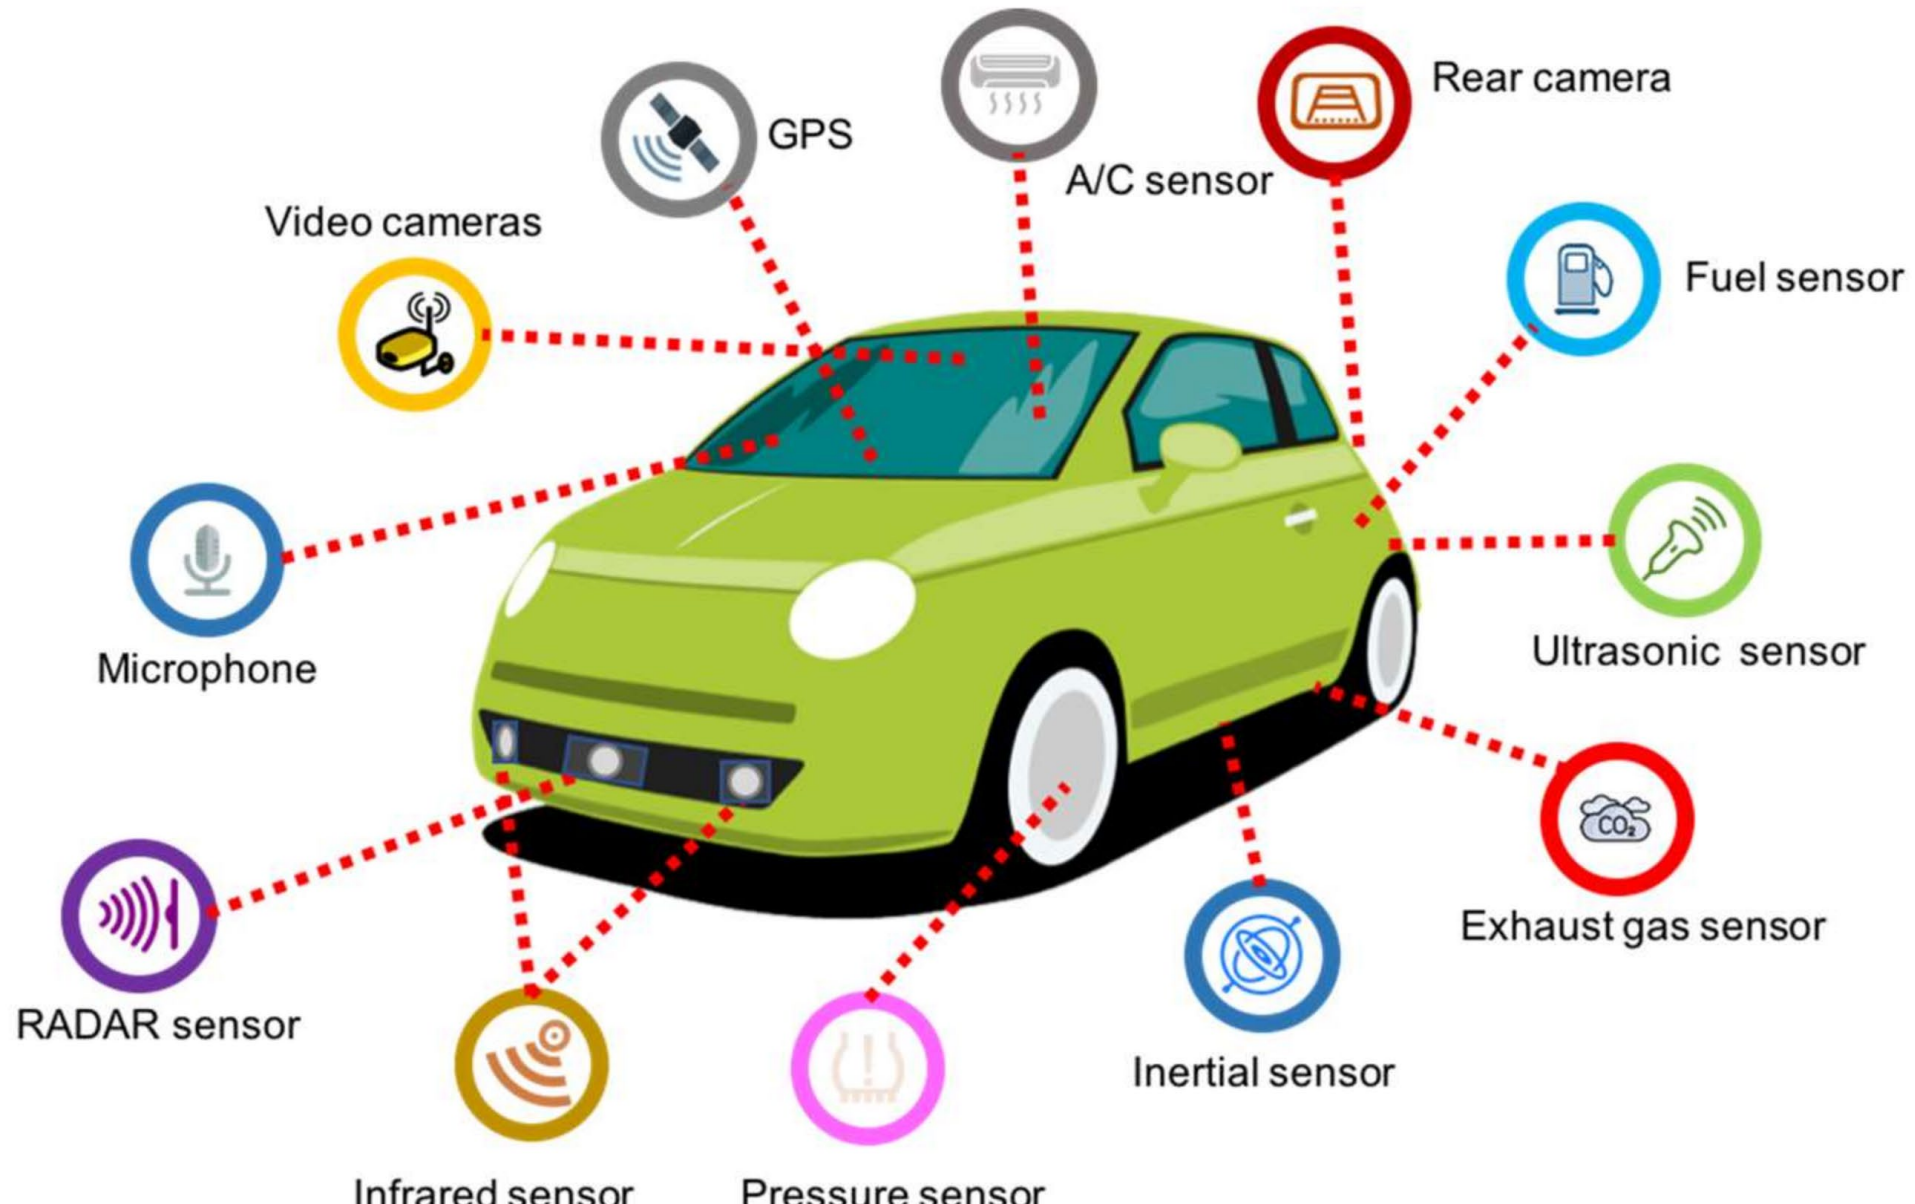 Rear camera
GPS
A/C sensor
Video cameras
Fuel sensor
Microphone
Ultrasonic sensor
CO₂
Exhaust gas sensor
RADAR sensor
Inertial sensor
Infrared sensor
Pressure sensor